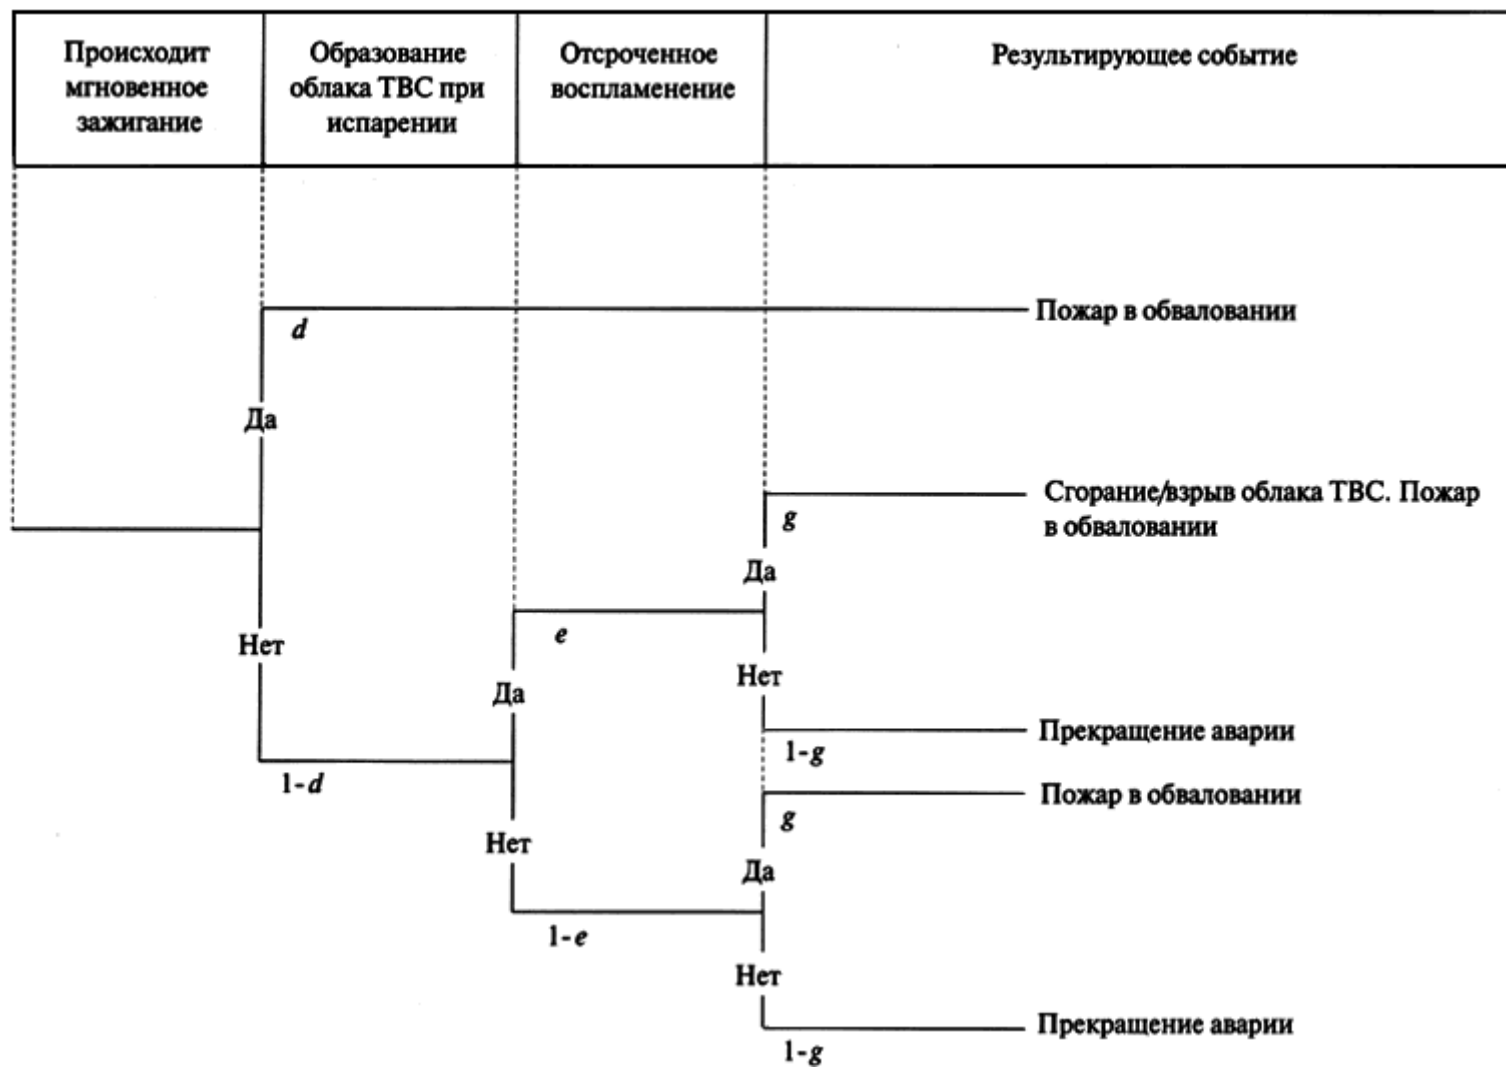 Происходит
мгновенное
зажигание
Образование
облака ТВС при
испарении
Отсроченное
воспламенение
Результирующее событие
d
Пожар в обваловании
Да
Сгорание/взрыв облака ТВС. Пожар
в обваловании
g
Да
e
Нет
Нет
Да
Прекращение аварии
1-g
1-d
Пожар в обваловании
g
Нет
Да
1-e
Нет
Прекращение аварии
1-g